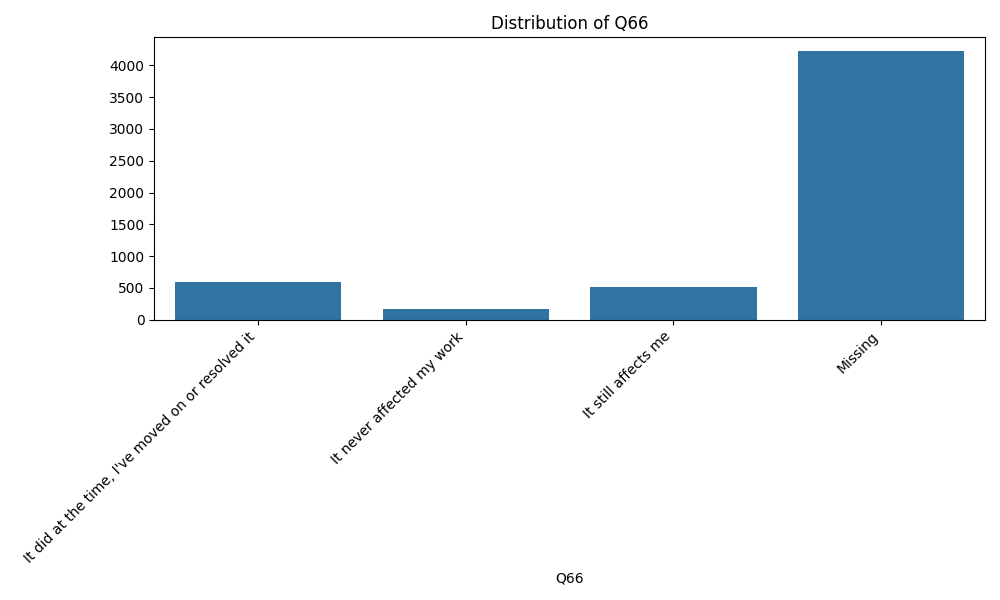 Distribution of Q66
4000
3500
3000
2500
2000
1500
1000
500
0
It did at the time, I've moved on or resolved it
It never affected my work
It still affects me
Missing
Q66